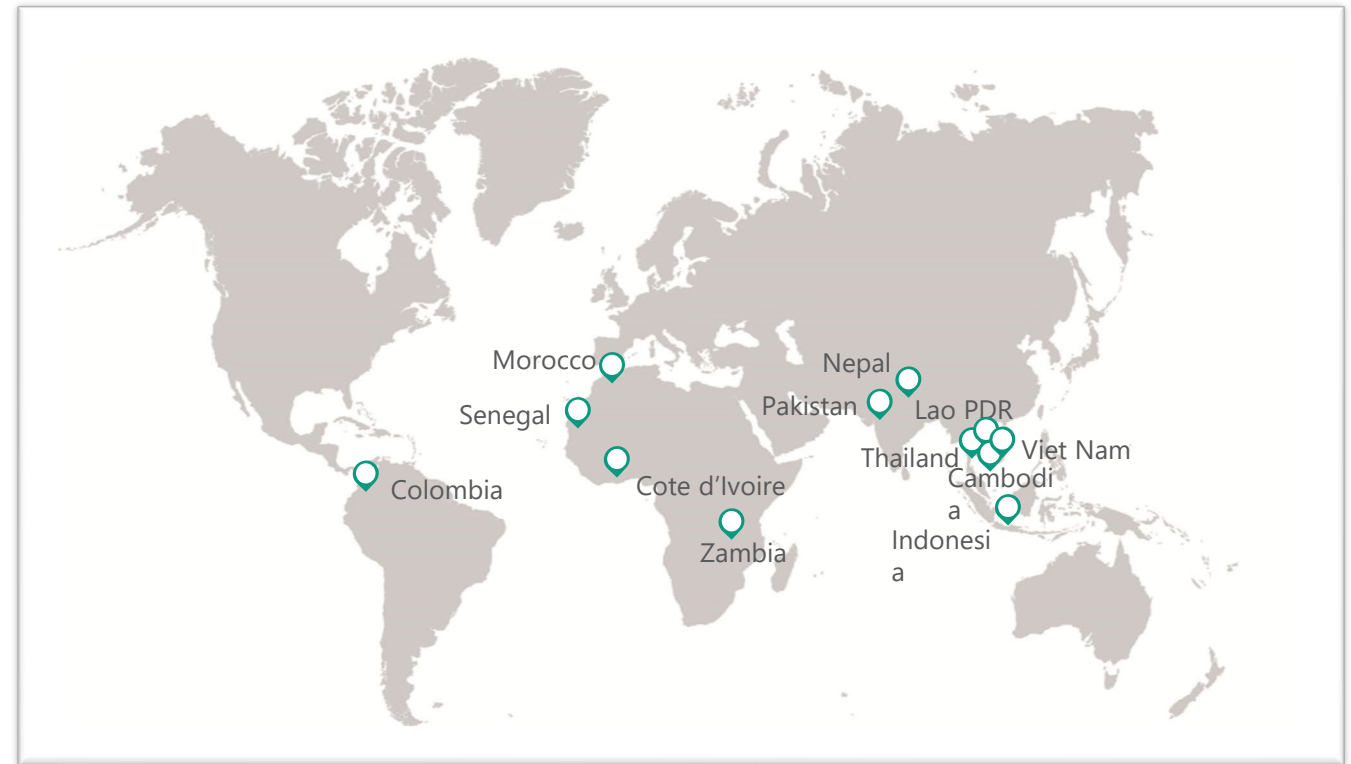 Morocco
Nepal
Pakistan
Lao PDR
Senegal
Viet Nam
Thailand
Cambodi
a
Colombia
Cote d’Ivoire
Indonesi
a
Zambia